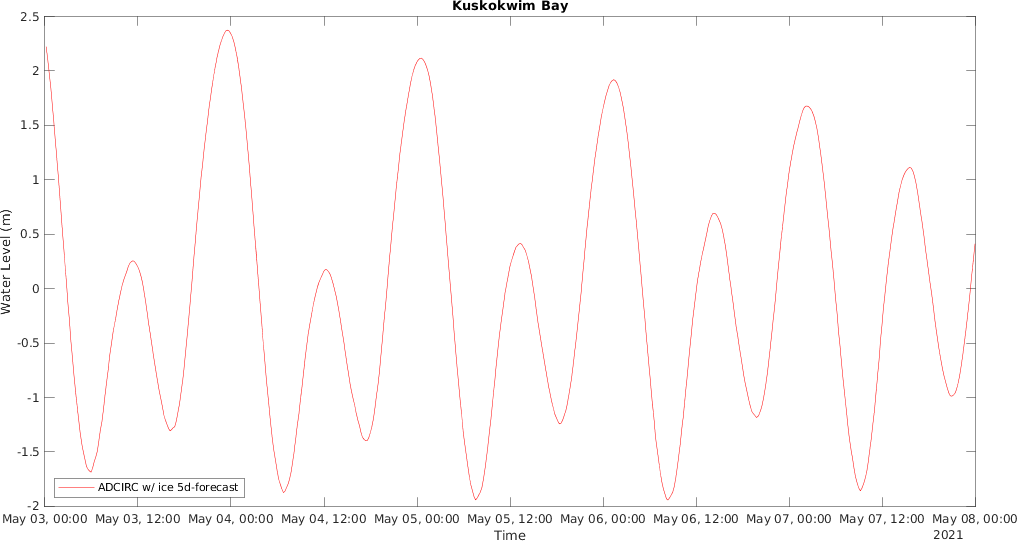 Kuskokwim Bay
2.5
2
1.5
1
0.5
0
-0.5
-1
-1.5
-2
Water Level (m)
ADCIRC w/ ice 5d-forecast
May 03, 00:00 May 03, 12:00 May 04, 00:00 May 04, 12:00 May 05, 00:00 May 05, 12:00 May 06, 00:00 May 06, 12:00 May 07, 00:00 May 07, 12:00 May 08, 00:00
Time
2021